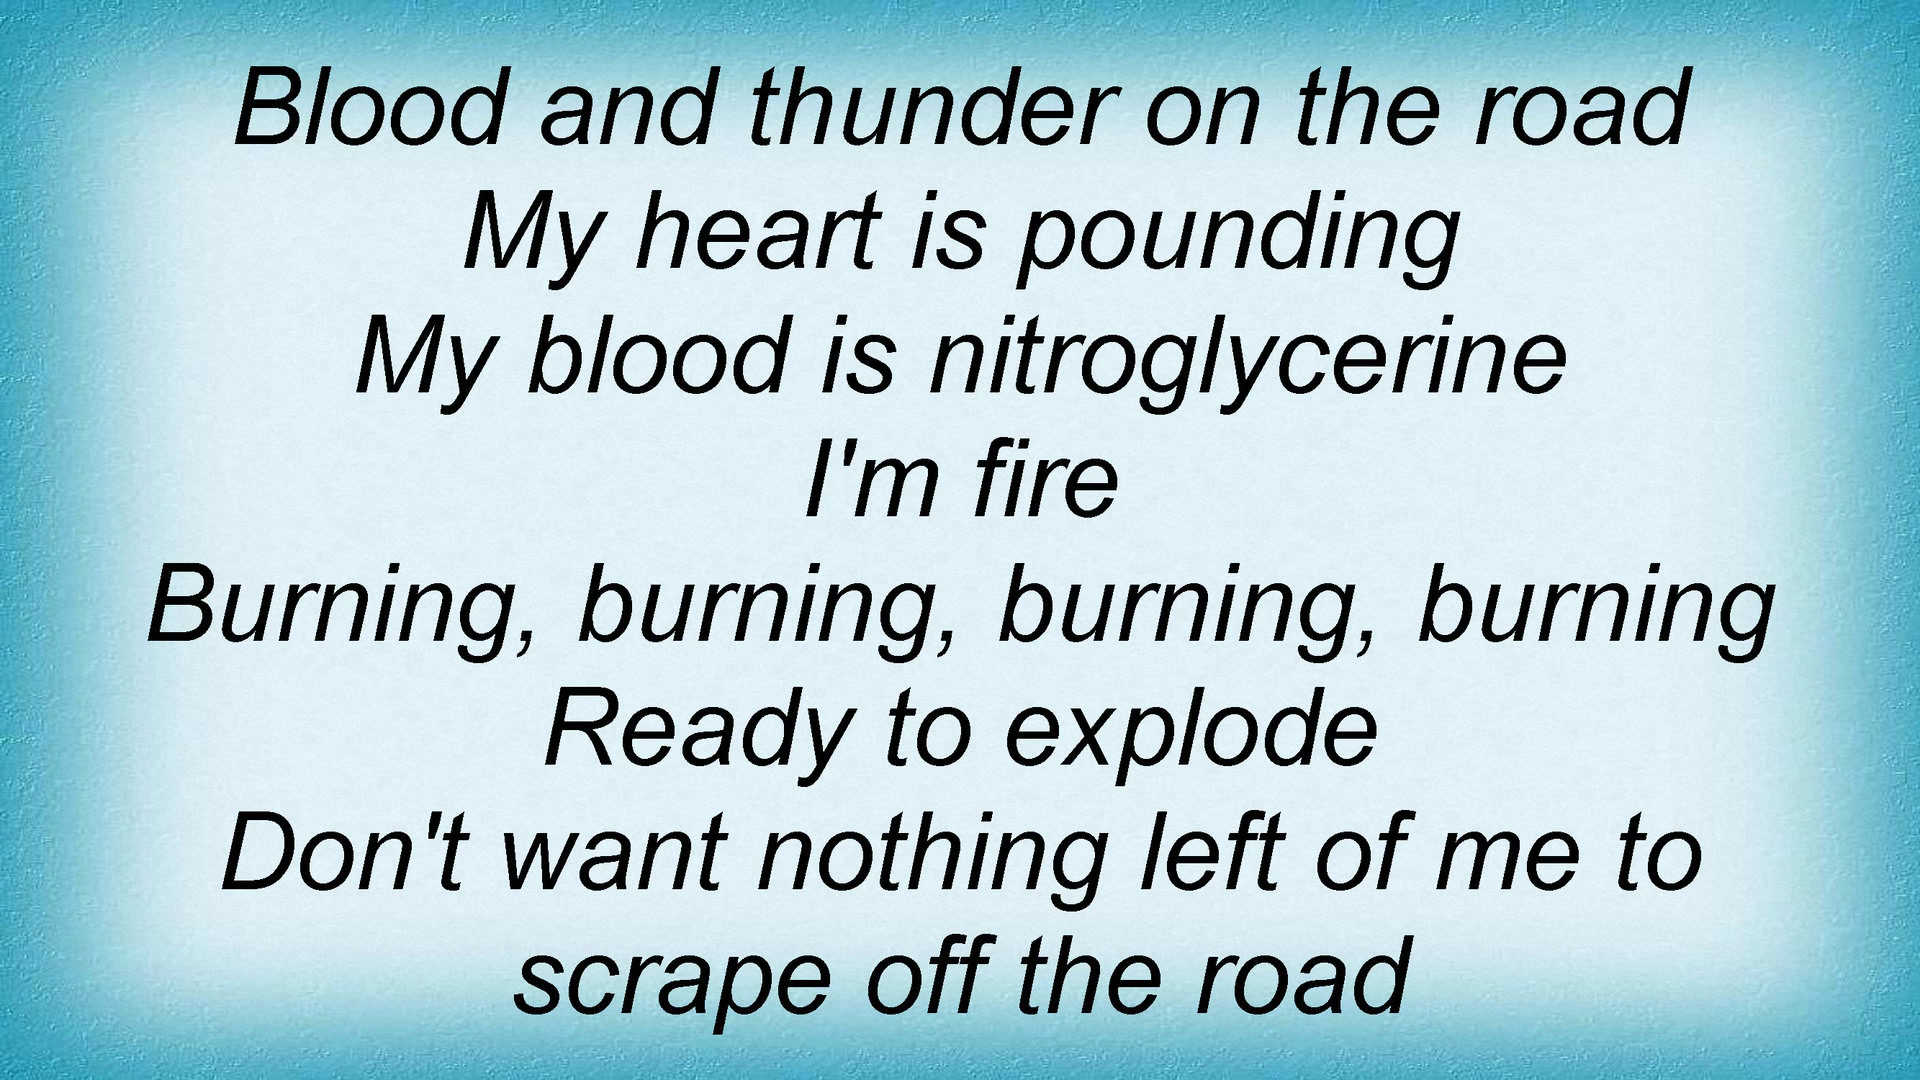 Blood and thunder on the road
My heart is pounding
My blood is nitroglycerine
I'm fire
Burning, burning, burning, burning
Ready to explode
Don't want nothing left of me to
scrape off the road